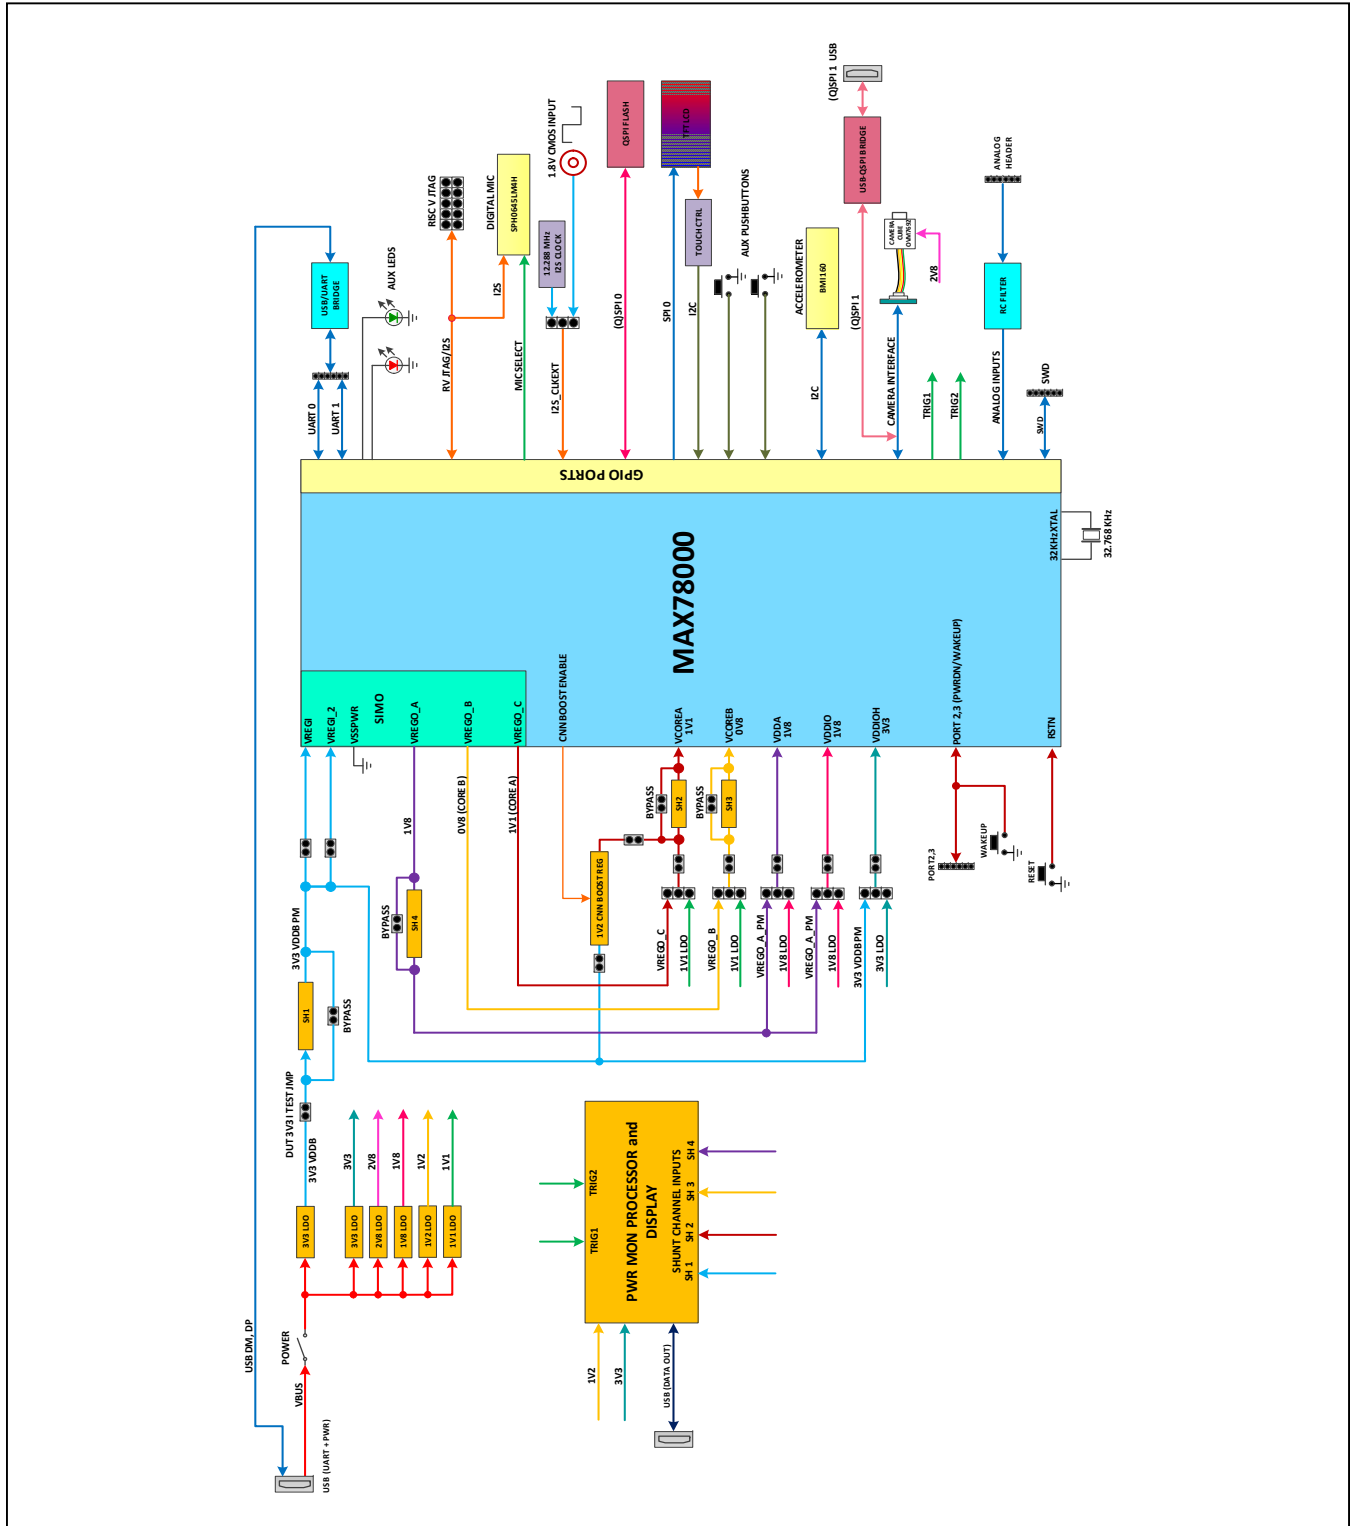 (Q)SPI 1 USB
USB-QSPI BRIDGE
(Q)SPI 1
QSPI FLASH
(Q)SPI 0
TFT LCD
SPI 0
TOUCH CTRL
I2C
1.8V CMOS INPUT
12.288 MHz
I2S CLOCK
I2S_CLKEXT
DIGITAL MIC
SPH0645LM4H
I2S
MIC SELECT
RISC V JTAG
RV JTAG/I2S
AUX LEDS
USB/UART
BRIDGE
UART 0
UART 1
AUX PUSHBUTTONS
ACCELEROMETER
BMI160
I2C
CAMERA
CUBE
OVM7692
2V8
CAMERA INTERFACE
TRIG1
TRIG2
ANALOG
HEADER
RC FILTER
ANALOG INPUTS
SWD
SWD
GPIO PORTS
MAX78000
32KHz XTAL
32.768 KHz
SIMO
VREGI
VREGI_2
VSSPWR
VREGO_A
VREGO_B
VREGO_C
CNN BOOST ENABLE
VCOREA
1V1
VCOREB
0V8
VDDA
1V8
VDDIO
1V8
VDDIOH
3V3
PORT 2,3 (PWRDN/WAKEUP)
RSTN
1V8
0V8 (CORE B)
1V1 (CORE A)
BYPASS
SH2
BYPASS
SH3
BYPASS
SH 4
1V2 CNN BOOST REG
PORT2,3
WAKEUP
RESET
VREGO_C
1V1 LDO
VREGO_B
1V1 LDO
VREGO_A_PM
1V8 LDO
VREGO_A_PM
1V8 LDO
3V3 VDDBPM
3V3 LDO
3V3 VDDB PM
SH1
BYPASS
DUT 3V3 I TEST JMP
3V3 VDDB
3V3
2V8
1V8
1V2
1V1
3V3 LDO
3V3 LDO
2V8 LDO
1V8 LDO
1V2 LDO
1V1 LDO
USB DM, DP
POWER
VBUS
USB (UART + PWR)
TRIG2
TRIG1
PWR MON PROCESSOR and
DISPLAY
SHUNT CHANNEL INPUTS
SH 1
SH 2
SH 3
SH 4
1V2
3V3
USB (DATA OUT)